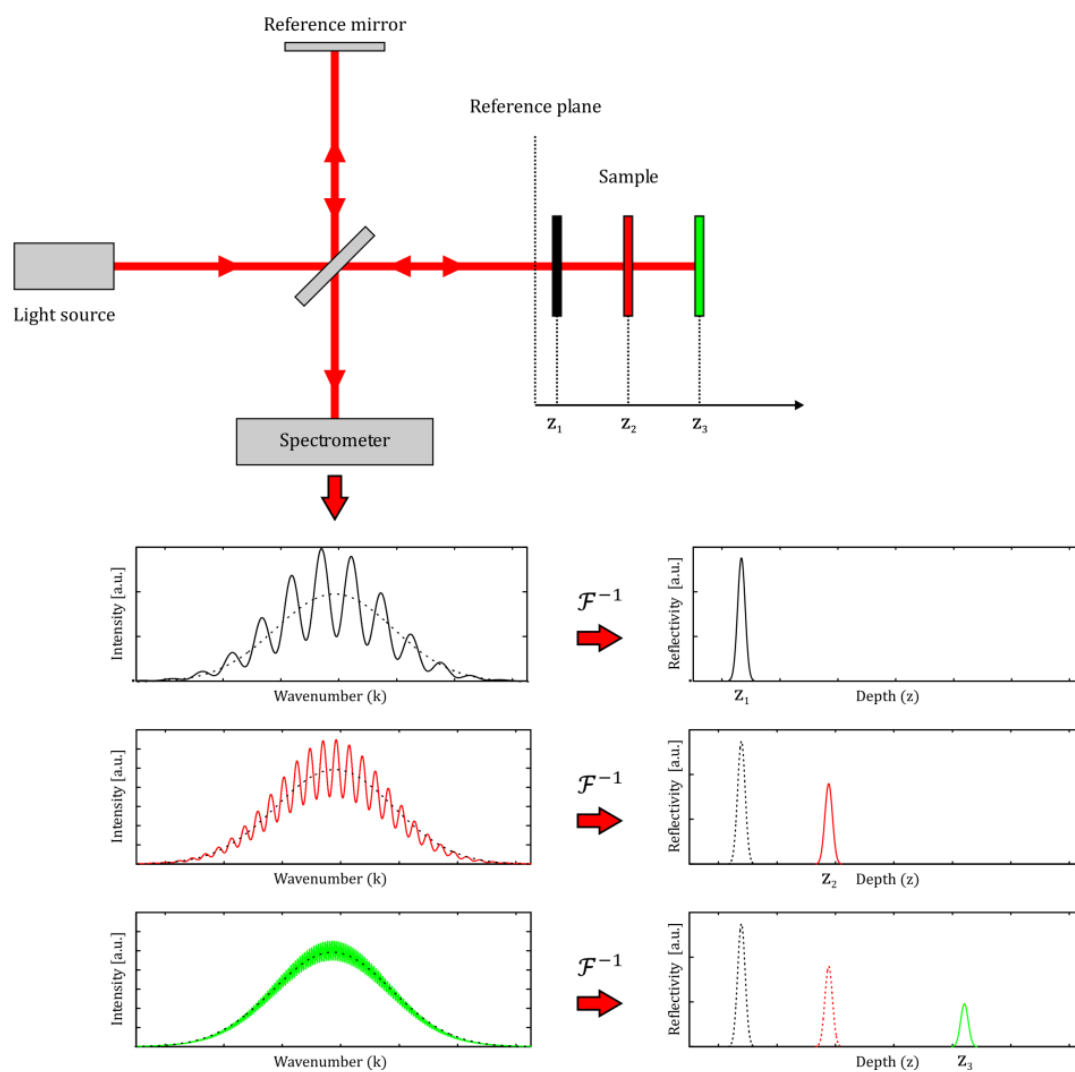 Reference mirror
Reference plane
Sample
Light source
z₁ z₂ z₃
Spectrometer
Intensity [a.u.]
Wavenumber (k)
ℱ⁻¹
Reflectivity [a.u.]
z₁ Depth (z)
Intensity [a.u.]
Wavenumber (k)
ℱ⁻¹
Reflectivity [a.u.]
z₂ Depth (z)
Intensity [a.u.]
Wavenumber (k)
ℱ⁻¹
Reflectivity [a.u.]
Depth (z) z₃